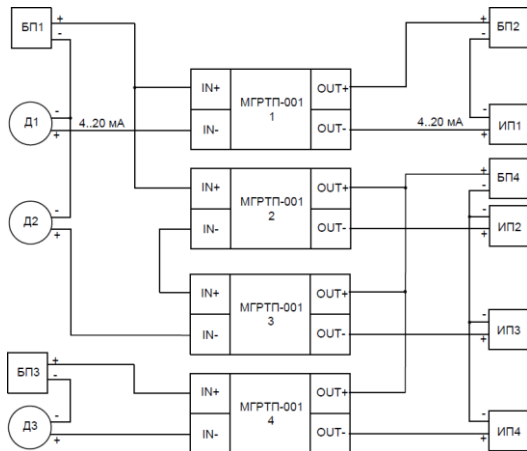 БП1
+
-
БП2
+
-
IN+
МГРТП-001
1
OUT+
IN-
OUT-
Д1
-
+
4..20 мА
4..20 мА
ИП1
-
+
БП4
+
-
IN+
МГРТП-001
2
OUT+
IN-
OUT-
Д2
-
+
ИП2
-
+
IN+
МГРТП-001
3
OUT+
IN-
OUT-
ИП3
-
+
БП3
+
-
IN+
МГРТП-001
4
OUT+
IN-
OUT-
Д3
-
+
ИП4
-
+